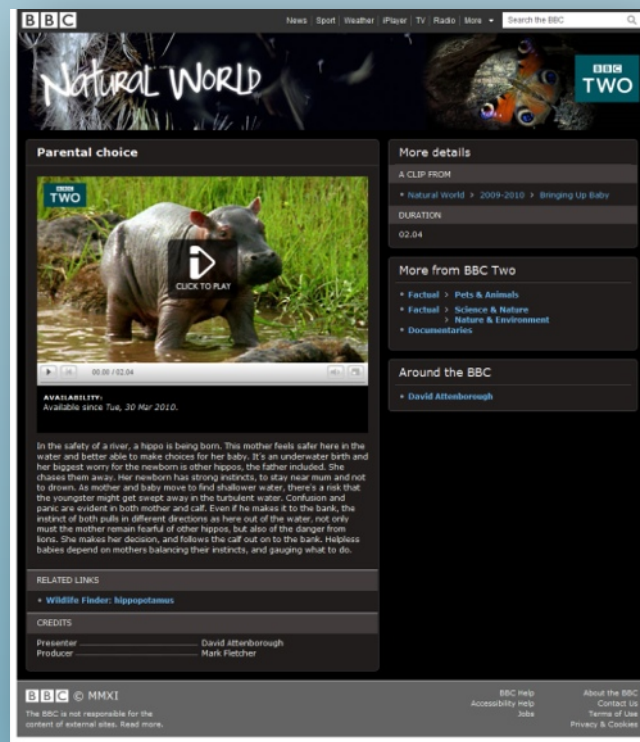 BBC News Sport Weather iPlayer TV Radio More Search the BBC
Natural World
BBC
TWO
Parental choice
BBC
TWO
CLICK TO PLAY
00.00 / 02.04
AVAILABILITY:
Available since Tue, 30 Mar 2010.
In the safety of a river, a hippo is being born. This mother feels safer here in the
water and better able to make choices for her baby. It's an underwater birth and
her biggest worry for the newborn is other hippos, the father included. She
chases them away. Her newborn has strong instincts, to stay near mum and not
to drown. As mother and baby move to find shallower water, there's a risk that
the youngster might get swept away in the turbulent water. Confusion and
panic are evident in both mother and calf. Even if he makes it to the bank, the
instinct of both pulls in different directions as here out of the water, not only
must the mother remain fearful of other hippos, but also of the danger from
lions. She makes her decision, and follows the calf out on to the bank. Helpless
babies depend on mothers balancing their instincts, and gauging what to do.
RELATED LINKS
• Wildlife Finder: hippopotamus
CREDITS
Presenter David Attenborough
Producer Mark Fletcher
More details
A CLIP FROM
• Natural World > 2009-2010 > Bringing Up Baby
DURATION
02.04
More from BBC Two
• Factual > Pets & Animals
• Factual > Science & Nature
> Nature & Environment
• Documentaries
Around the BBC
• David Attenborough
BBC © MMXI
The BBC is not responsible for the
content of external sites. Read more.
BBC Help About the BBC
Accessibility Help Contact Us
Jobs Terms of Use
Privacy & Cookies